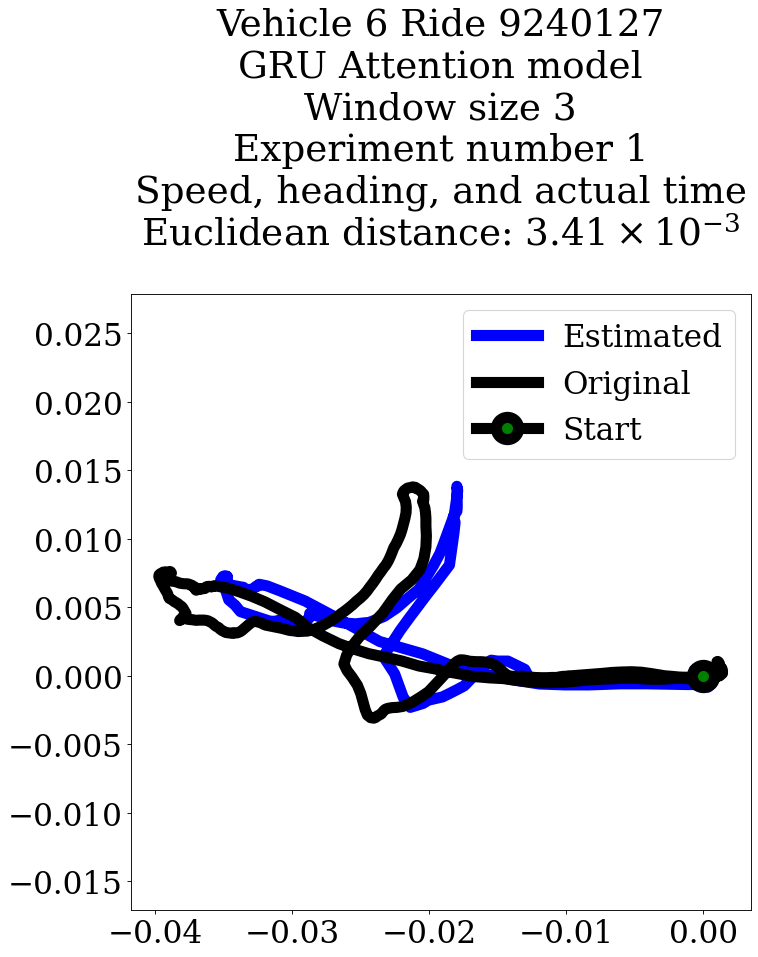 Vehicle 6 Ride 9240127
GRU Attention model
Window size 3
Experiment number 1
Speed, heading, and actual time
Euclidean distance: 3.41 × 10⁻³
Estimated
Original
Start
0.025
0.020
0.015
0.010
0.005
0.000
−0.005
−0.010
−0.015
−0.04 −0.03 −0.02 −0.01 0.00